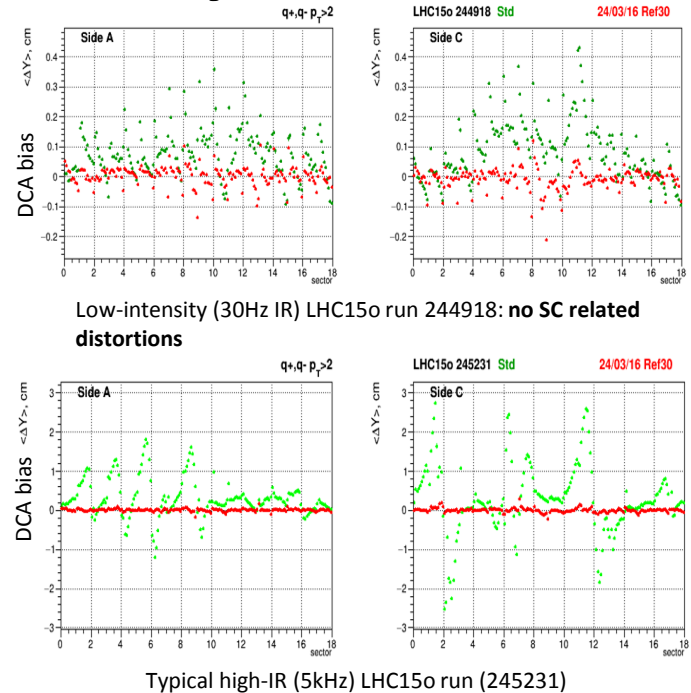 q+,q- pT>2
LHC15o 244918 Std
24/03/16 Ref30
<ΔY>, cm
Side A
<ΔY>, cm
Side C
0.4
0.3
0.2
0.1
0
−0.1
−0.2
0.4
0.3
0.2
0.1
0
−0.1
−0.2
DCA bias
0 2 4 6 8 10 12 14 16 18
sector
0 2 4 6 8 10 12 14 16 18
sector
Low-intensity (30Hz IR) LHC15o run 244918: no SC related
distortions
q+,q- pT>2
LHC15o 245231 Std
24/03/16 Ref30
<ΔY>, cm
Side A
<ΔY>, cm
Side C
3
2
1
0
−1
−2
−3
3
2
1
0
−1
−2
−3
DCA bias
0 2 4 6 8 10 12 14 16 18
sector
0 2 4 6 8 10 12 14 16 18
sector
Typical high-IR (5kHz) LHC15o run (245231)